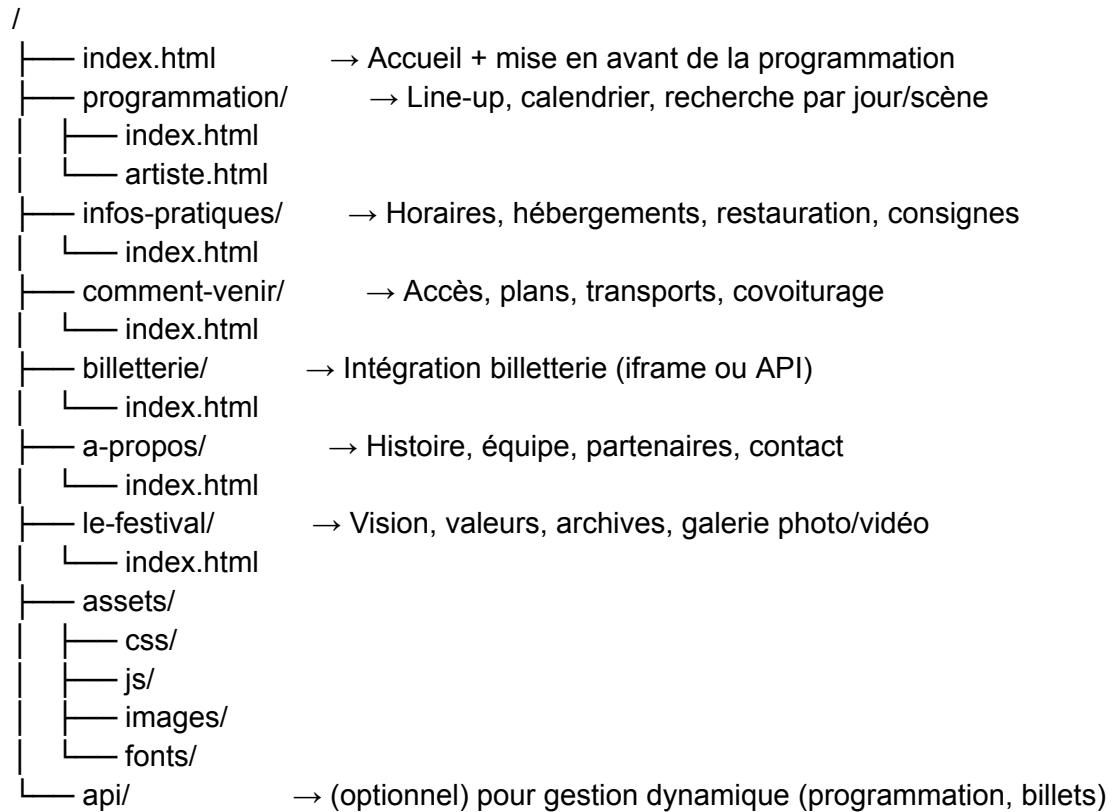 /
├── index.html → Accueil + mise en avant de la programmation
├── programmation/ → Line-up, calendrier, recherche par jour/scène
│ ├── index.html
│ └── artiste.html
├── infos-pratiques/ → Horaires, hébergements, restauration, consignes
│ └── index.html
├── comment-venir/ → Accès, plans, transports, covoiturage
│ └── index.html
├── billetterie/ → Intégration billetterie (iframe ou API)
│ └── index.html
├── a-propos/ → Histoire, équipe, partenaires, contact
│ └── index.html
├── le-festival/ → Vision, valeurs, archives, galerie photo/vidéo
│ └── index.html
├── assets/
│ ├── css/
│ ├── js/
│ ├── images/
│ └── fonts/
└── api/ → (optionnel) pour gestion dynamique (programmation, billets)